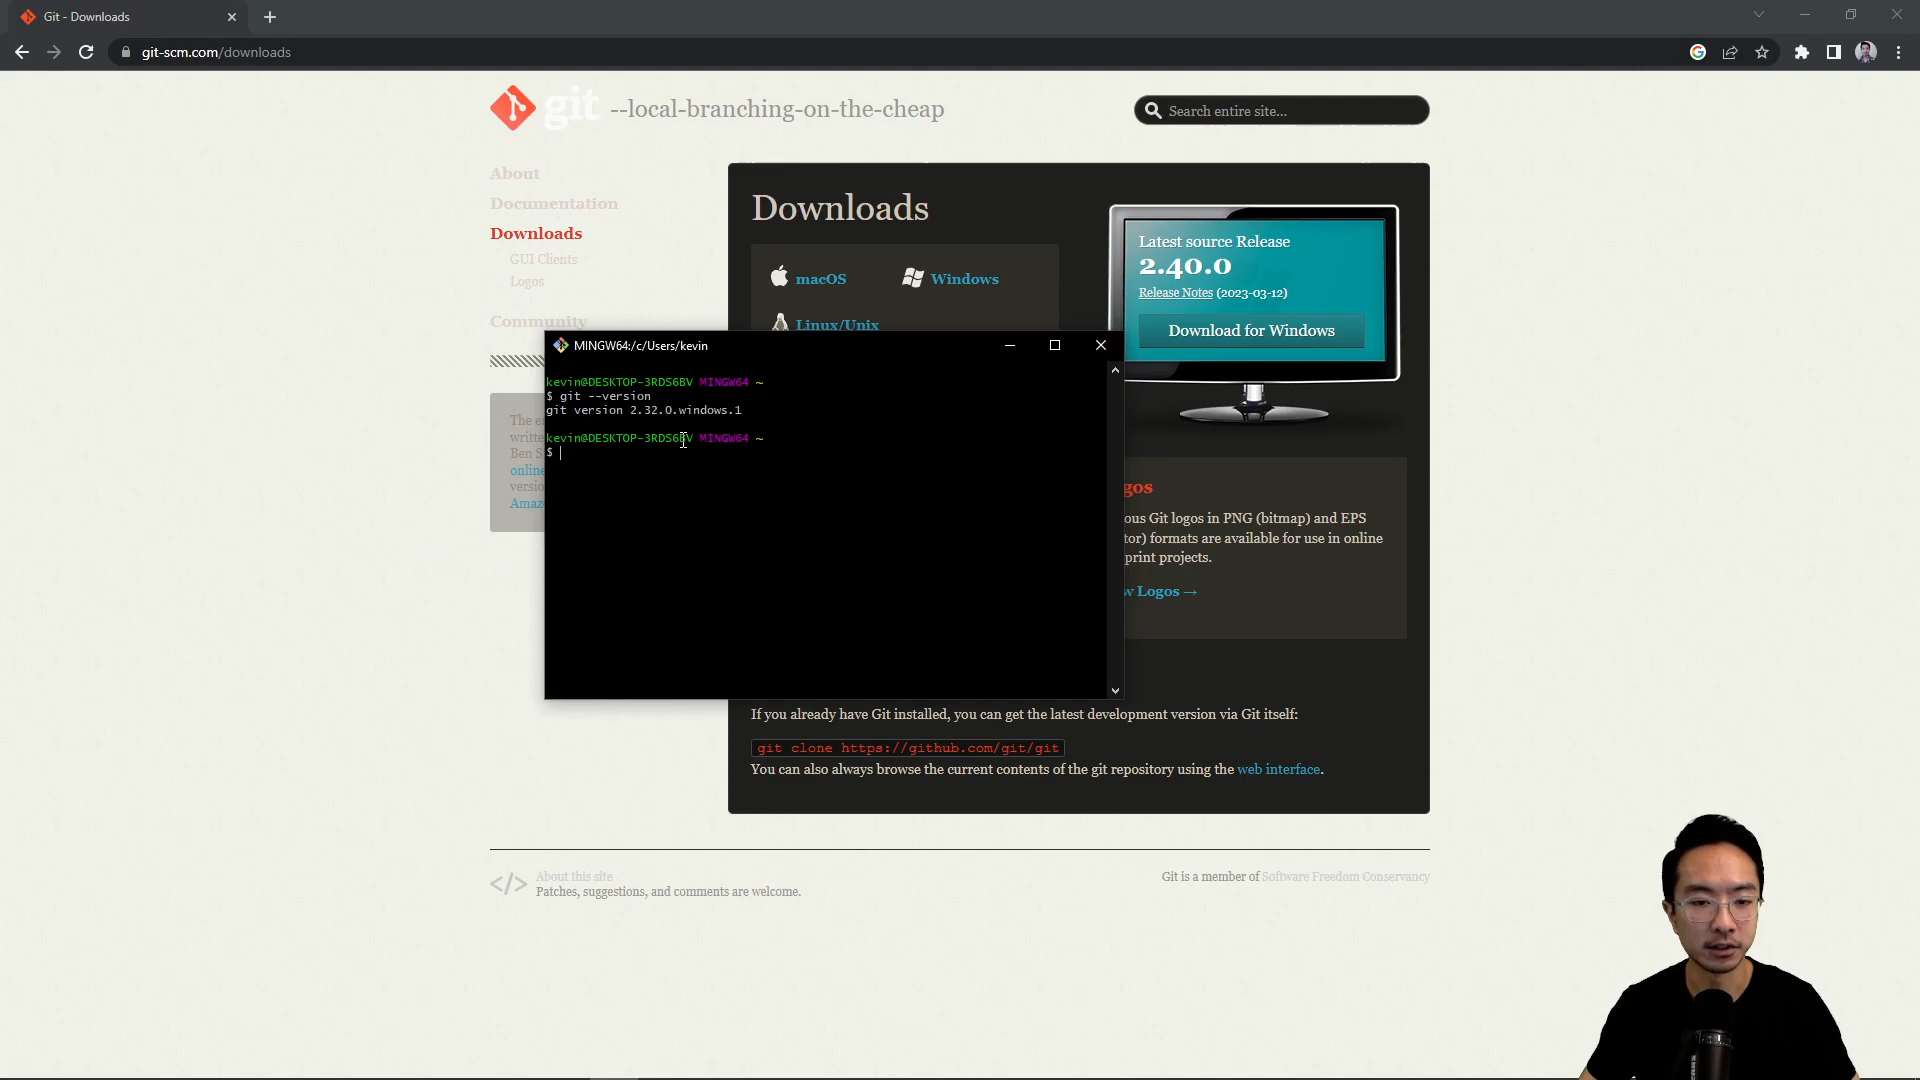 Git - Downloads
git-scm.com/downloads
git --local-branching-on-the-cheap
Search entire site...
About
Documentation
Downloads
GUI Clients
Logos
Community
Downloads
macOS
Windows
Linux/Unix
Latest source Release
2.40.0
Release Notes (2023-03-12)
Download for Windows
The en
writte
Ben S
online
versio
Amaz
MINGW64:/c/Users/kevin
kevin@DESKTOP-3RDS6BV MINGW64 ~
$ git --version
git version 2.32.0.windows.1
kevin@DESKTOP-3RDS6BV MINGW64 ~
$
gos
ous Git logos in PNG (bitmap) and EPS
tor) formats are available for use in online
print projects.
w Logos →
If you already have Git installed, you can get the latest development version via Git itself:
git clone https://github.com/git/git
You can also always browse the current contents of the git repository using the web interface.
</>
About this site
Patches, suggestions, and comments are welcome.
Git is a member of Software Freedom Conservancy